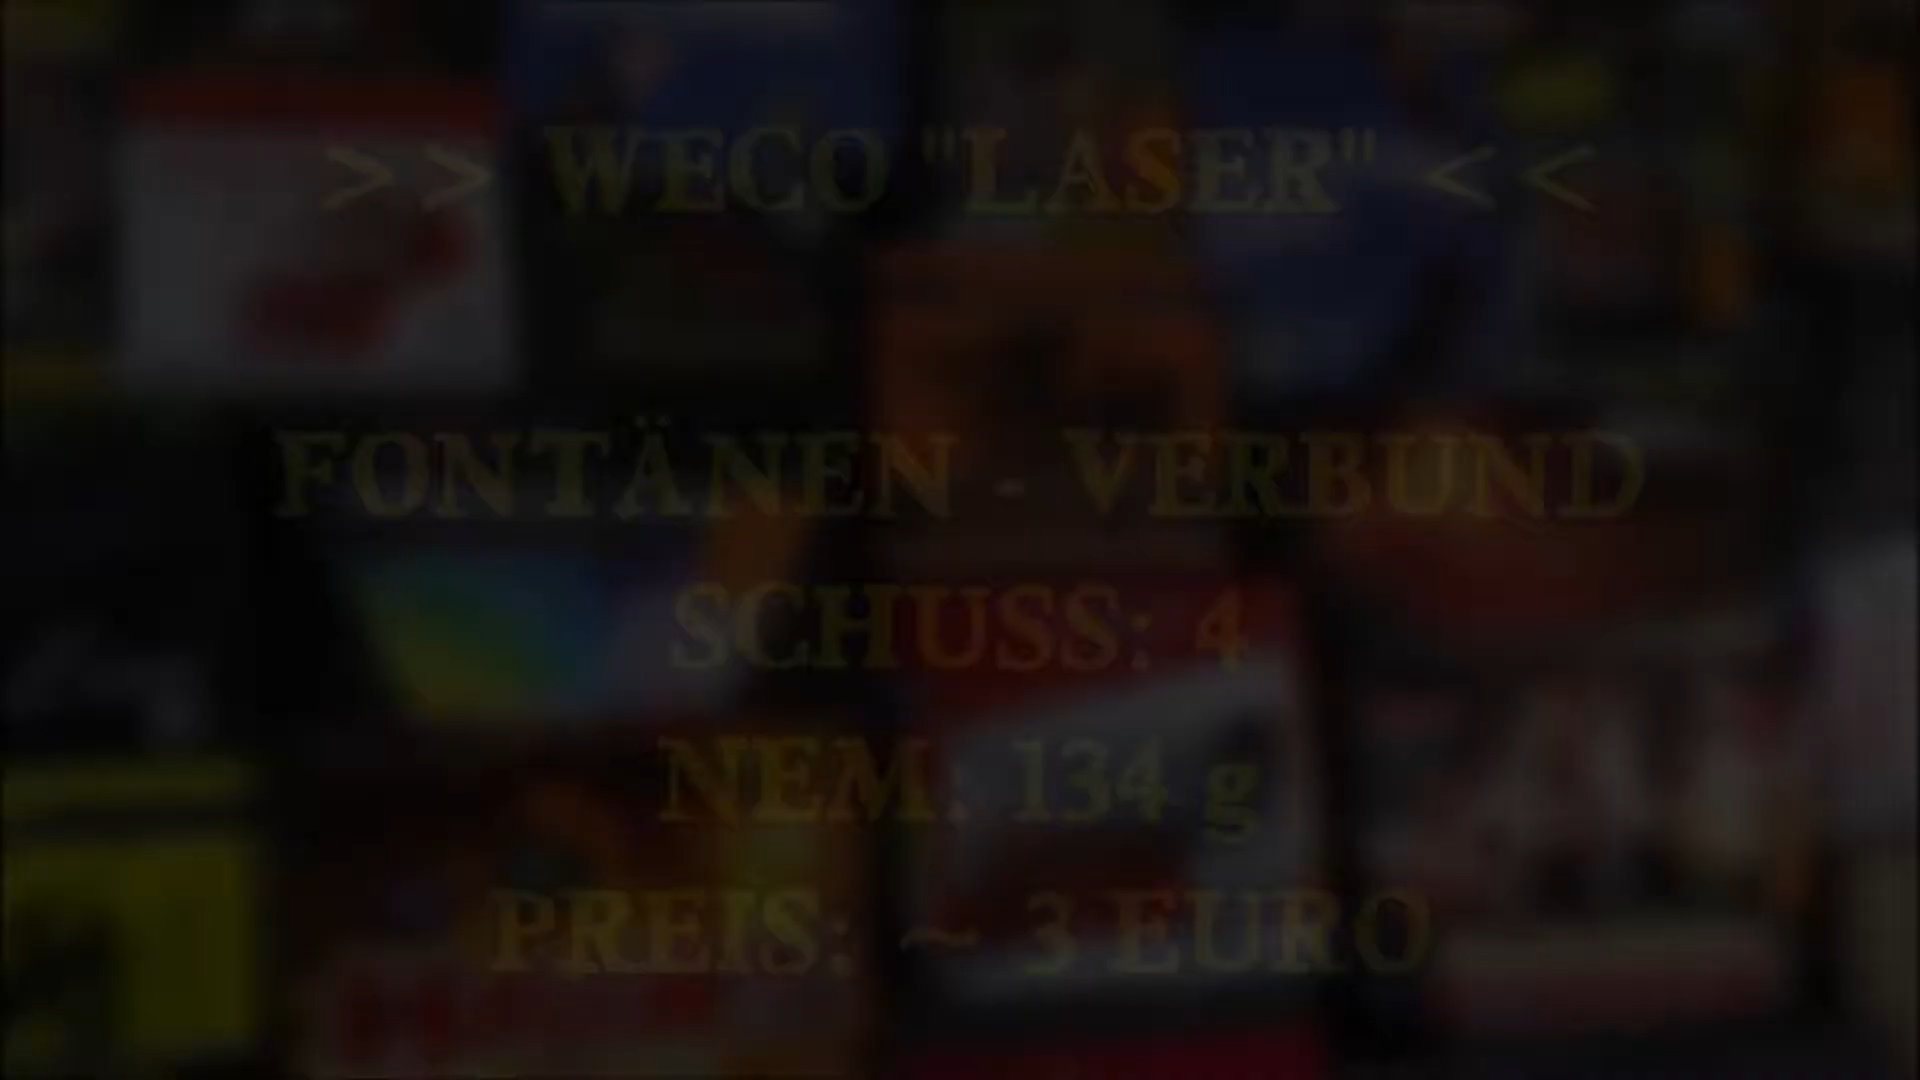 >> WECO "LASER" <<
FONTÄNEN - VERBUND
SCHUSS: 4
NEM: 134 g
PREIS: ~ 3 EURO